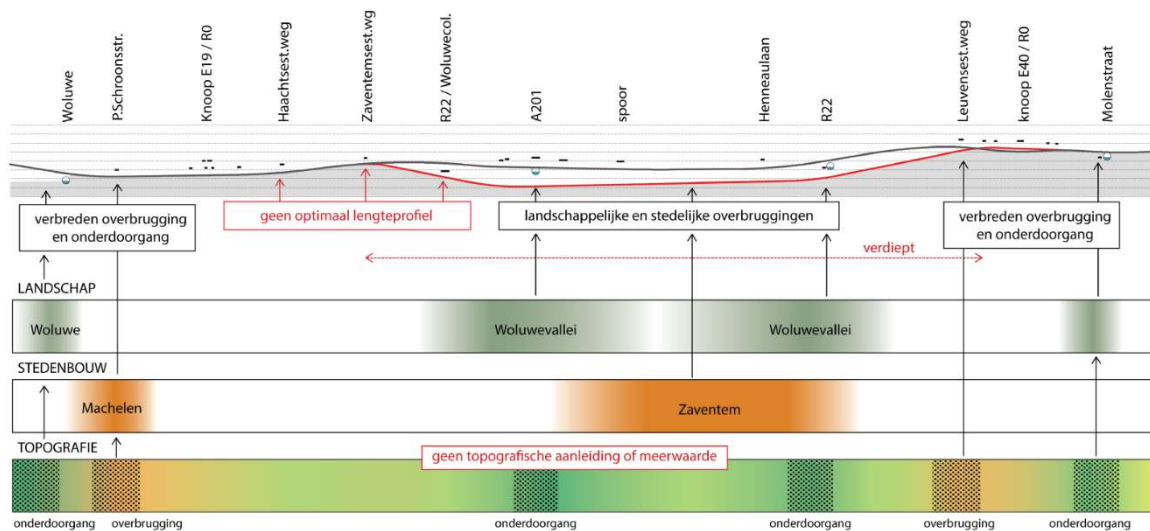 Woluwe
P.Schroonsstr.
Knoop E19 / R0
Haachtsest.weg
Zaventemsest.wg
R22 / Woluwecol.
A201
spoor
Henneaulaan
R22
Leuvensest.weg
knoop E40 / R0
Molenstraat
verbreden overbrugging
en onderdoorgang
geen optimaal lengteprofiel
landschappelijke en stedelijke overbruggingen
verbreden overbrugging
en onderdoorgang
verdiept
LANDSCHAP
Woluwe
Woluwevallei
Woluwevallei
STEDENBOUW
Machelen
Zaventem
TOPOGRAFIE
geen topografische aanleiding of meerwaarde
onderdoorgang
overbrugging
onderdoorgang
onderdoorgang
overbrugging
onderdoorgang